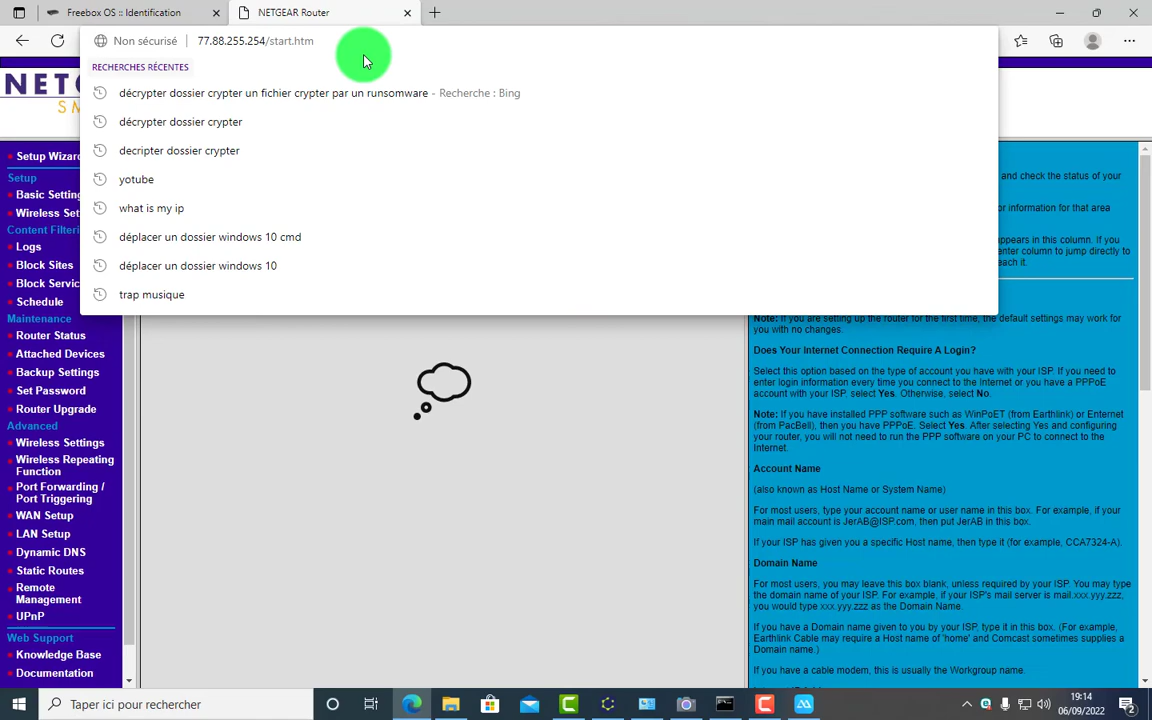 Freebox OS :: Identification
NETGEAR Router
Non sécurisé
77.88.255.254/start.htm
RECHERCHES RÉCENTES
décrypter dossier crypter un fichier crypter par un runsomware - Recherche : Bing
décrypter dossier crypter
decripter dossier crypter
yotube
what is my ip
déplacer un dossier windows 10 cmd
déplacer un dossier windows 10
trap musique
Setup Wizard
Setup
Basic Setting
Wireless Set
Content Filteri
Logs
Block Sites
Block Servic
Schedule
Maintenance
Router Status
Attached Devices
Backup Settings
Set Password
Router Upgrade
Advanced
Wireless Settings
Wireless Repeating
Function
Port Forwarding /
Port Triggering
WAN Setup
LAN Setup
Dynamic DNS
Static Routes
Remote
Management
UPnP
Web Support
Knowledge Base
Documentation
and check the status of your
or information for that area
appears in this column. If you
enter column to jump directly to
each it.
Note: If you are setting up the router for the first time, the default settings may work for
you with no changes.
Does Your Internet Connection Require A Login?
Select this option based on the type of account you have with your ISP. If you need to
enter login information every time you connect to the Internet or you have a PPPoE
account with your ISP, select Yes. Otherwise, select No.
Note: If you have installed PPP software such as WinPoET (from Earthlink) or Enternet
(from PacBell), then you have PPPoE. Select Yes. After selecting Yes and configuring
your router, you will not need to run the PPP software on your PC to connect to the
Internet.
Account Name
(also known as Host Name or System Name)
For most users, type your account name or user name in this box. For example, if your
main mail account is JerAB@ISP.com, then put JerAB in this box.
If your ISP has given you a specific Host name, then type it (for example, CCA7324-A).
Domain Name
For most users, you may leave this box blank, unless required by your ISP. You may type
the domain name of your ISP. For example, if your ISP's mail server is mail.xxx.yyy.zzz,
you would type xxx.yyy.zzz as the Domain Name.
If you have a Domain name given to you by your ISP, type it in this box. (For example,
Earthlink Cable may require a Host name of 'home' and Comcast sometimes supplies a
Domain name.)
If you have a cable modem, this is usually the Workgroup name.
Taper ici pour rechercher
19:14
06/09/2022
2